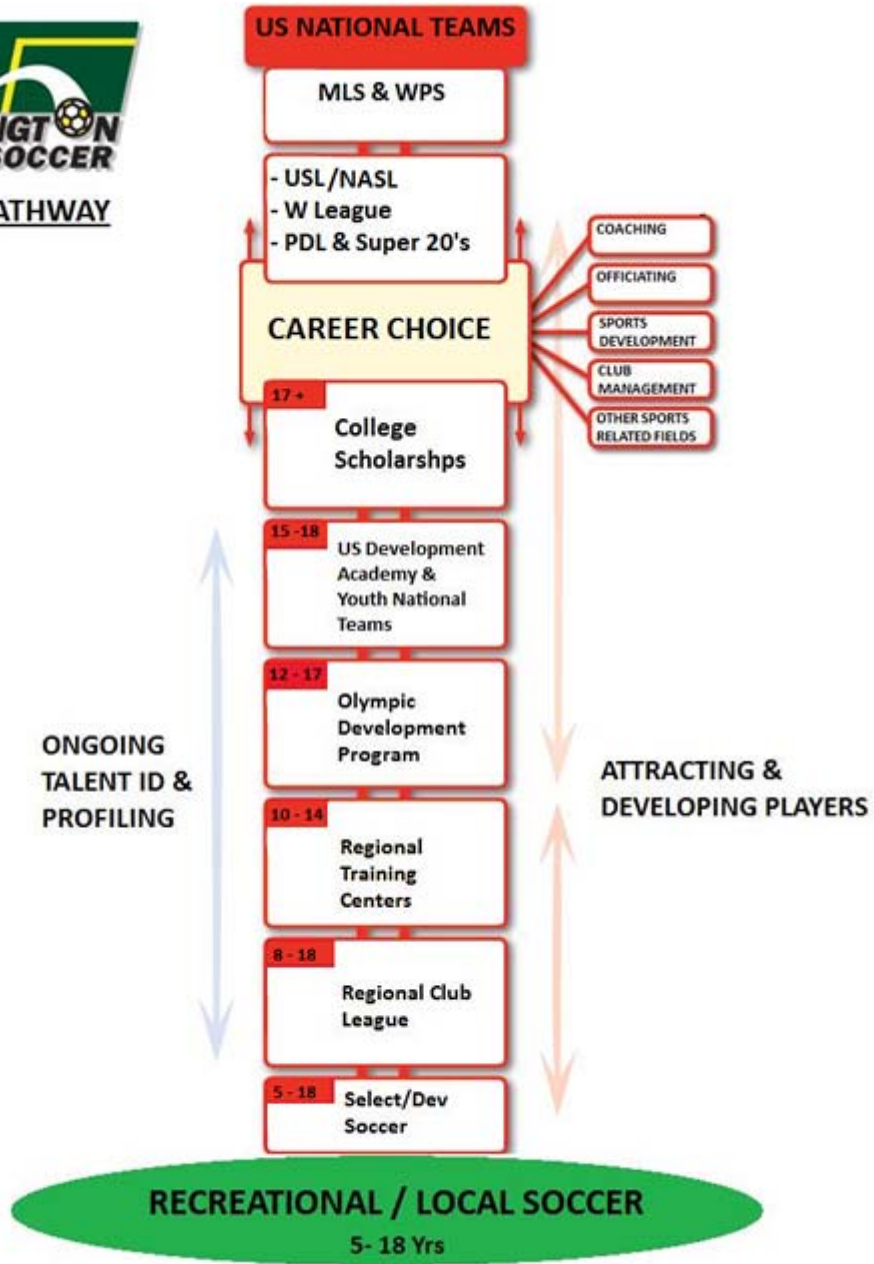 US NATIONAL TEAMS
MLS & WPS
SOCCER
- USL/NASL
- W League
- PDL & Super 20's
COACHING
OFFICIATING
SPORTS
DEVELOPMENT
CLUB
MANAGEMENT
OTHER SPORTS
RELATED FIELDS
CAREER CHOICE
17 +
College
Scholarshps
15 -18
US Development
Academy &
Youth National
Teams
12 - 17
Olympic
Development
Program
ONGOING
TALENT ID &
PROFILING
ATTRACTING &
DEVELOPING PLAYERS
10 - 14
Regional
Training
Centers
8 - 18
Regional Club
League
5 - 18
Select/Dev
Soccer
RECREATIONAL / LOCAL SOCCER
5- 18 Yrs